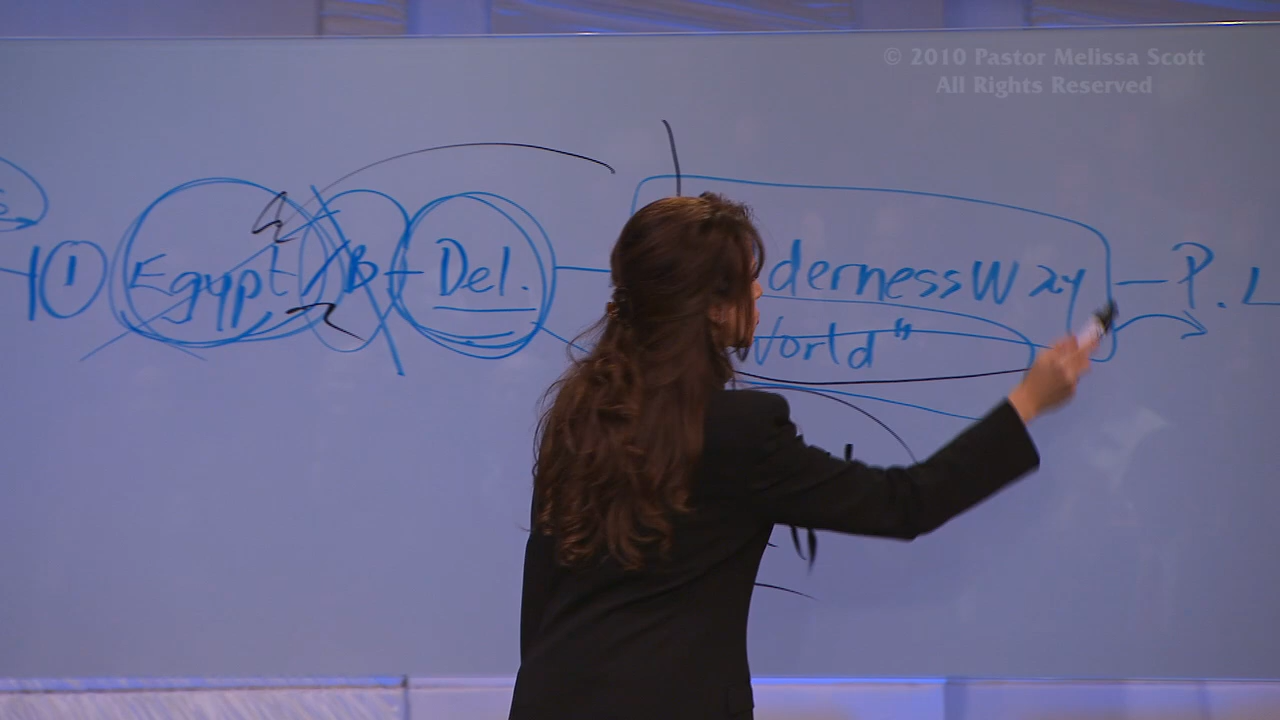 © 2010 Pastor Melissa Scott
All Rights Reserved
① Egypt / B - Del. - dernessWay - P. L
World"